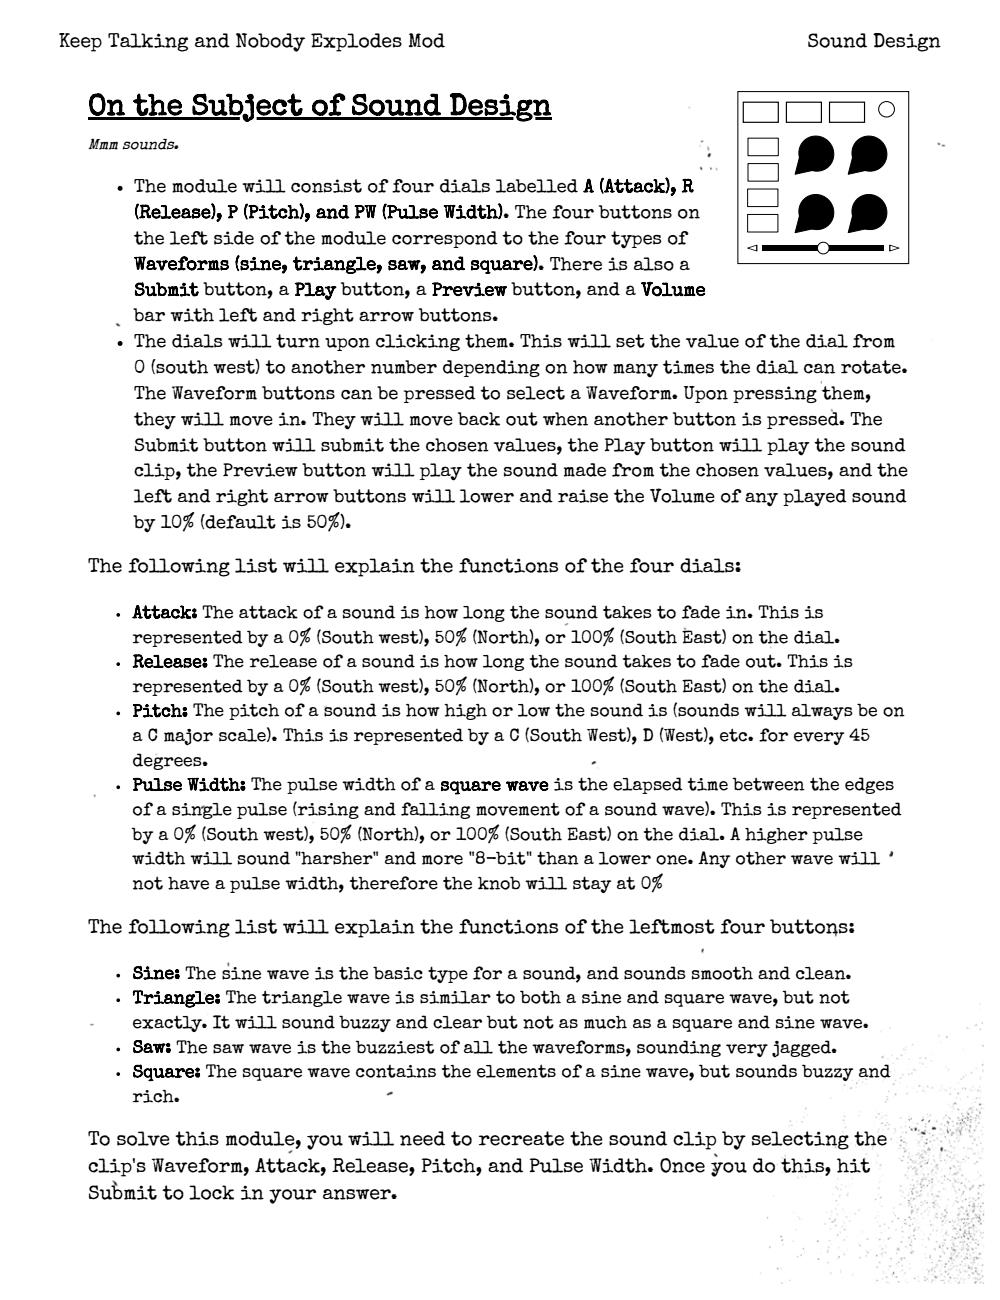 Keep Talking and Nobody Explodes Mod
Sound Design
On the Subject of Sound Design
Mmm sounds.
• The module will consist of four dials labelled A (Attack), R
(Release), P (Pitch), and PW (Pulse Width). The four buttons on
the left side of the module correspond to the four types of
Waveforms (sine, triangle, saw, and square). There is also a
Submit button, a Play button, a Preview button, and a Volume
bar with left and right arrow buttons.
• The dials will turn upon clicking them. This will set the value of the dial from
0 (south west) to another number depending on how many times the dial can rotate.
The Waveform buttons can be pressed to select a Waveform. Upon pressing them,
they will move in. They will move back out when another button is pressed. The
Submit button will submit the chosen values, the Play button will play the sound
clip, the Preview button will play the sound made from the chosen values, and the
left and right arrow buttons will lower and raise the Volume of any played sound
by 10% (default is 50%).
The following list will explain the functions of the four dials:
• Attack: The attack of a sound is how long the sound takes to fade in. This is
represented by a 0% (South west), 50% (North), or 100% (South East) on the dial.
• Release: The release of a sound is how long the sound takes to fade out. This is
represented by a 0% (South west), 50% (North), or 100% (South East) on the dial.
• Pitch: The pitch of a sound is how high or low the sound is (sounds will always be on
a C major scale). This is represented by a C (South West), D (West), etc. for every 45
degrees.
• Pulse Width: The pulse width of a square wave is the elapsed time between the edges
of a single pulse (rising and falling movement of a sound wave). This is represented
by a 0% (South west), 50% (North), or 100% (South East) on the dial. A higher pulse
width will sound "harsher" and more "8-bit" than a lower one. Any other wave will
not have a pulse width, therefore the knob will stay at 0%
The following list will explain the functions of the leftmost four buttons:
• Sine: The sine wave is the basic type for a sound, and sounds smooth and clean.
• Triangle: The triangle wave is similar to both a sine and square wave, but not
exactly. It will sound buzzy and clear but not as much as a square and sine wave.
• Saw: The saw wave is the buzziest of all the waveforms, sounding very jagged.
• Square: The square wave contains the elements of a sine wave, but sounds buzzy and
rich.
To solve this module, you will need to recreate the sound clip by selecting the
clip's Waveform, Attack, Release, Pitch, and Pulse Width. Once you do this, hit
Submit to lock in your answer.